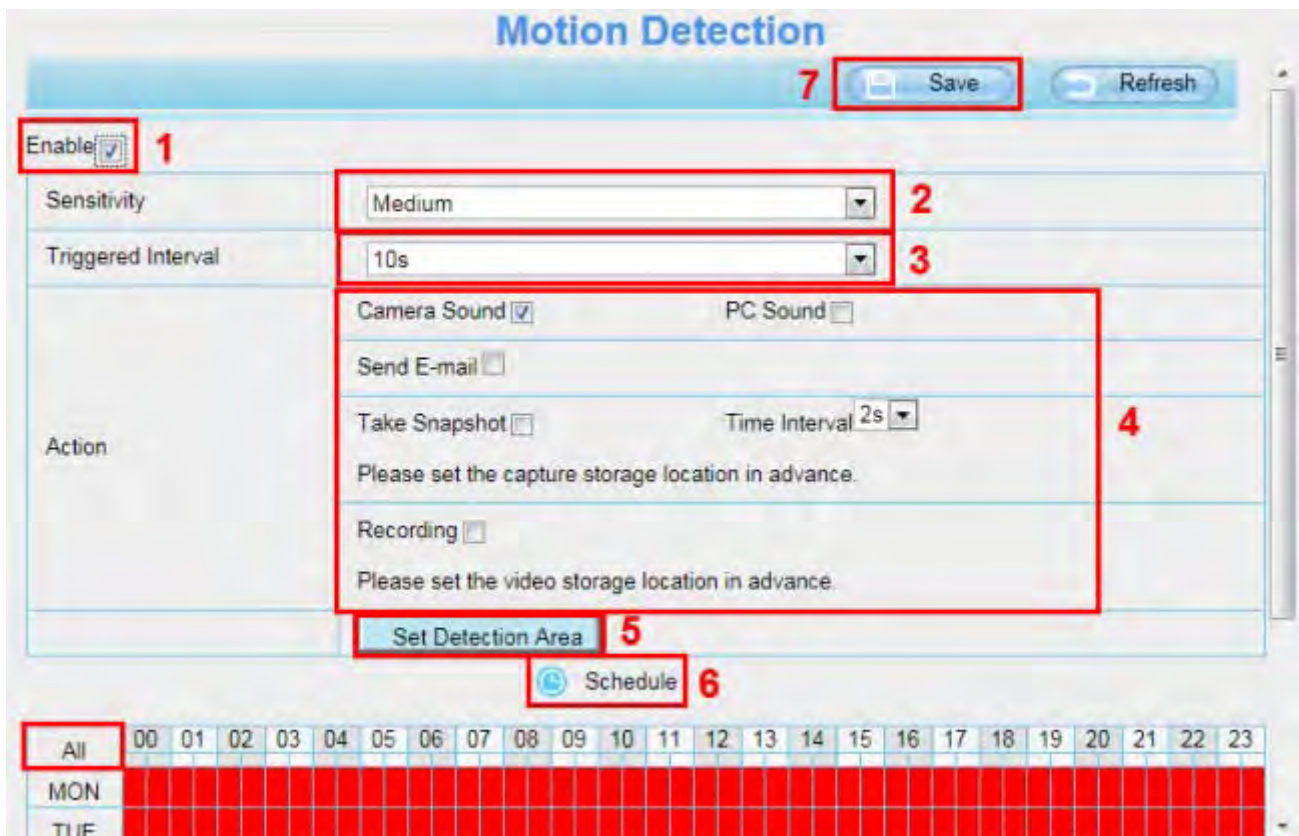 Motion Detection
7 Save Refresh
Enable 1
Sensitivity Medium 2
Triggered Interval 10s 3
Camera Sound PC Sound
Send E-mail
Take Snapshot Time Interval 2s 4
Action
Please set the capture storage location in advance.
Recording
Please set the video storage location in advance.
Set Detection Area 5
Schedule 6
All 00 01 02 03 04 05 06 07 08 09 10 11 12 13 14 15 16 17 18 19 20 21 22 23
MON
TUE